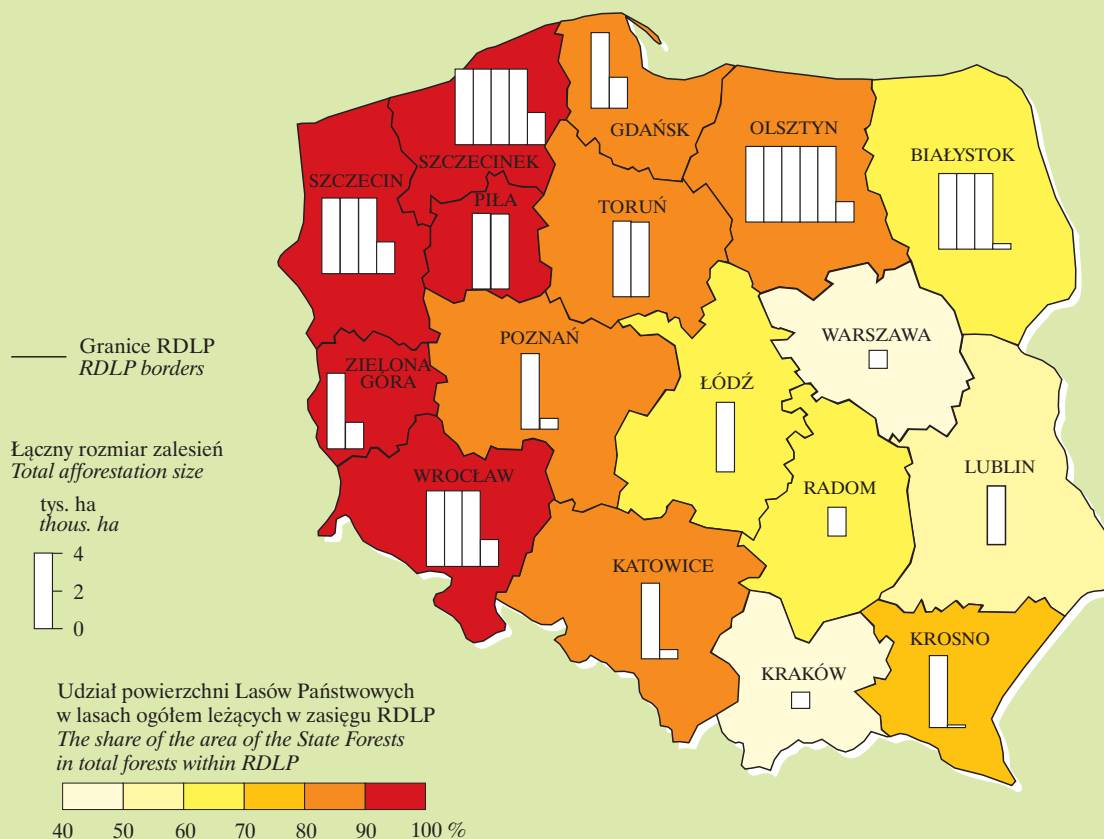 GDAŃSK
OLSZTYN
BIAŁYSTOK
SZCZECINEK
SZCZECIN
PIŁA
TORUŃ
WARSZAWA
POZNAŃ
Granice RDLP
RDLP borders
ZIELONA
GÓRA
ŁÓDŹ
Łączny rozmiar zalesień
Total afforestation size
tys. ha
thous. ha
4
2
0
WROCŁAW
LUBLIN
RADOM
KATOWICE
KROSNO
KRAKÓW
Udział powierzchni Lasów Państwowych
w lasach ogółem leżących w zasięgu RDLP
The share of the area of the State Forests
in total forests within RDLP
40 50 60 70 80 90 100 %